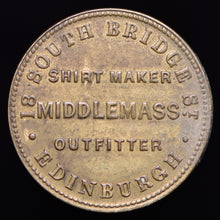 18 SOUTH BRIDGE ST
SHIRT MAKER
MIDDLEMASS
OUTFITTER
· EDINBURGH ·